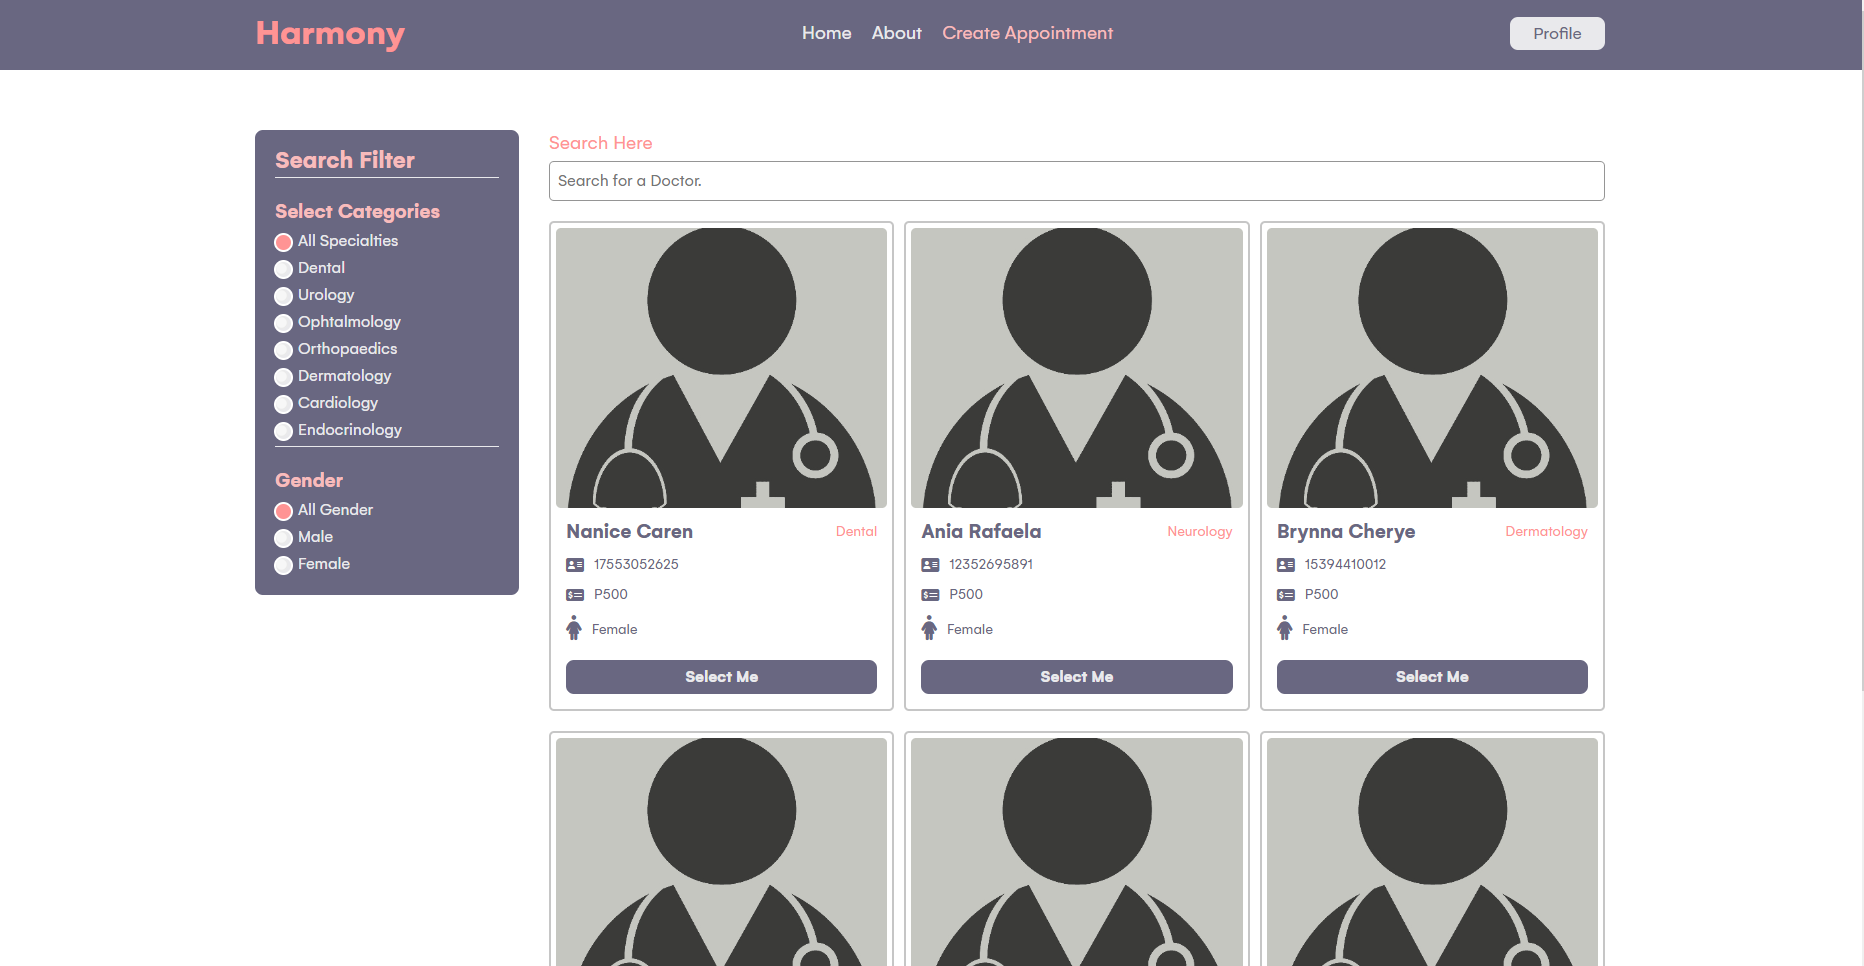 Harmony
Home About Create Appointment
Profile
Search Filter
Select Categories
All Specialties
Dental
Urology
Ophtalmology
Orthopaedics
Dermatology
Cardiology
Endocrinology
Gender
All Gender
Male
Female
Search Here
Search for a Doctor.
Nanice Caren Dental
17553052625
P500
Female
Select Me
Ania Rafaela Neurology
12352695891
P500
Female
Select Me
Brynna Cherye Dermatology
15394410012
P500
Female
Select Me